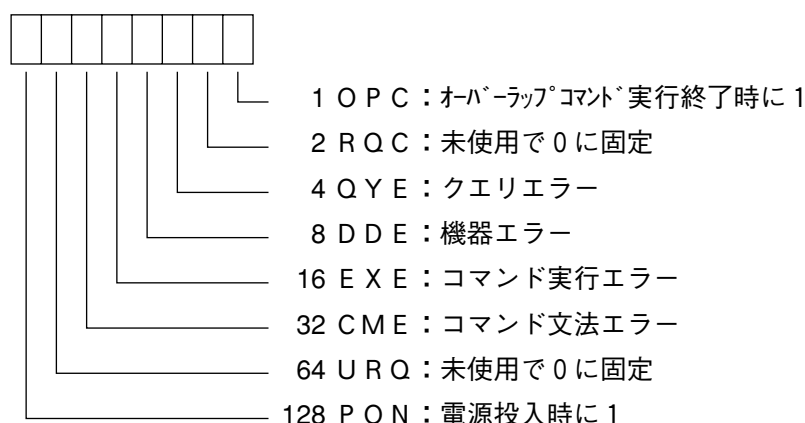 1 ＯＰＣ：ｵｰﾊﾞｰﾗｯﾌﾟｺﾏﾝﾄﾞ実行終了時に１
2 ＲＱＣ：未使用で０に固定
4 ＱＹＥ：クエリエラー
8 ＤＤＥ：機器エラー
16 ＥＸＥ：コマンド実行エラー
32 ＣＭＥ：コマンド文法エラー
64 ＵＲＱ：未使用で０に固定
128 ＰＯＮ：電源投入時に１